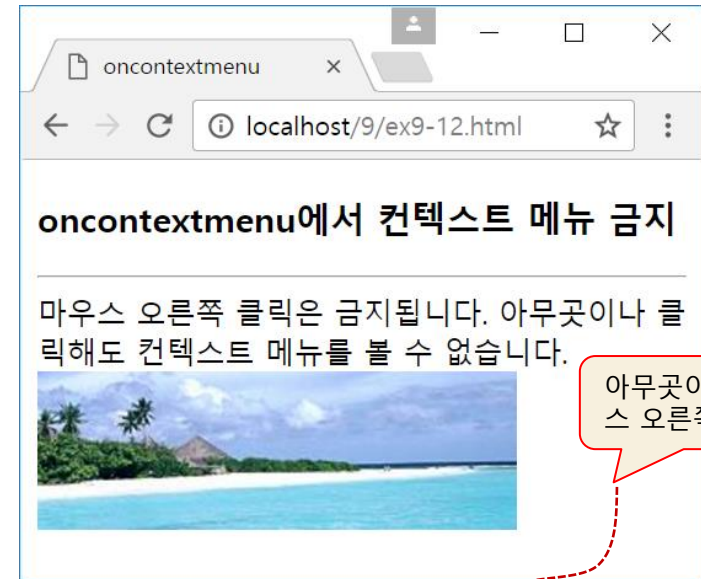 oncontextmenu
localhost/9/ex9-12.html
oncontextmenu에서 컨텍스트 메뉴 금지
마우스 오른쪽 클릭은 금지됩니다. 아무곳이나 클
릭해도 컨텍스트 메뉴를 볼 수 없습니다.
아무곳이
스 오른쪽